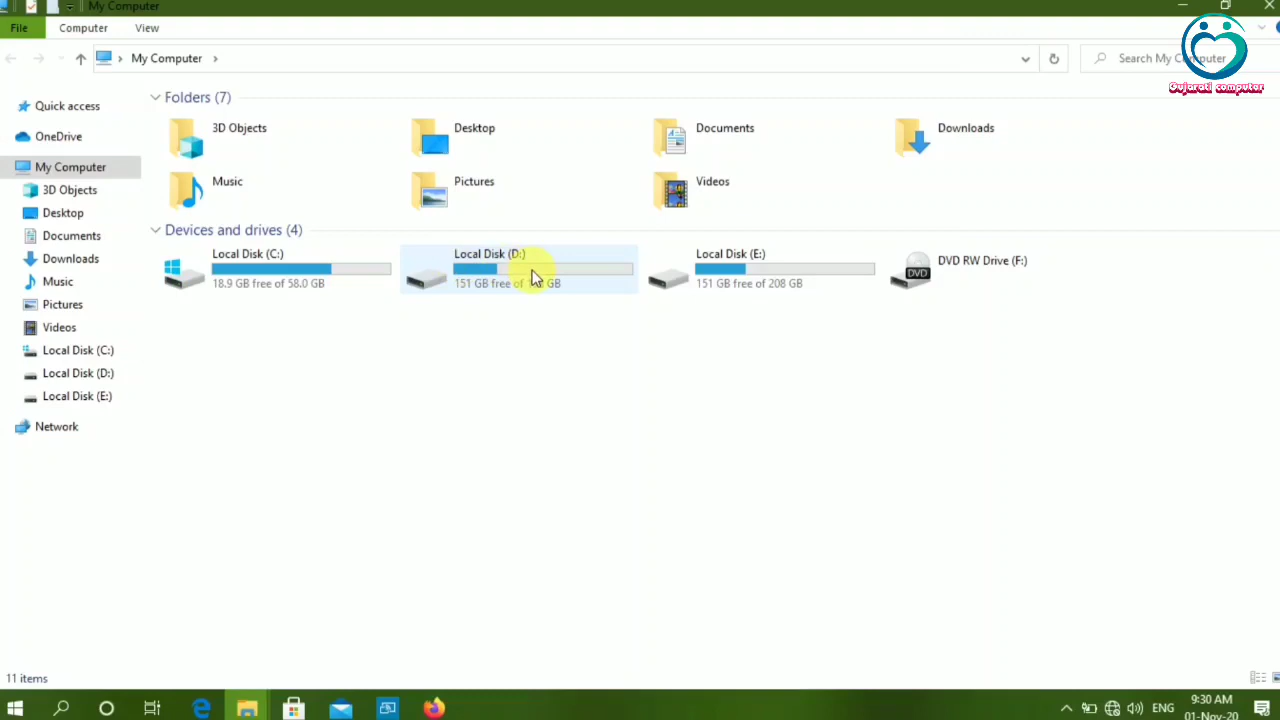 My Computer
File Computer View
My Computer
Search My Computer
Gujarati computer
Quick access
OneDrive
My Computer
3D Objects
Desktop
Documents
Downloads
Music
Pictures
Videos
Local Disk (C:)
Local Disk (D:)
Local Disk (E:)
Network
Folders (7)
3D Objects
Desktop
Documents
Downloads
Music
Pictures
Videos
Devices and drives (4)
Local Disk (C:)
18.9 GB free of 58.0 GB
Local Disk (D:)
151 GB free of GB
Local Disk (E:)
151 GB free of 208 GB
DVD RW Drive (F:)
DVD
11 items
ENG
9:30 AM
01-Nov-20